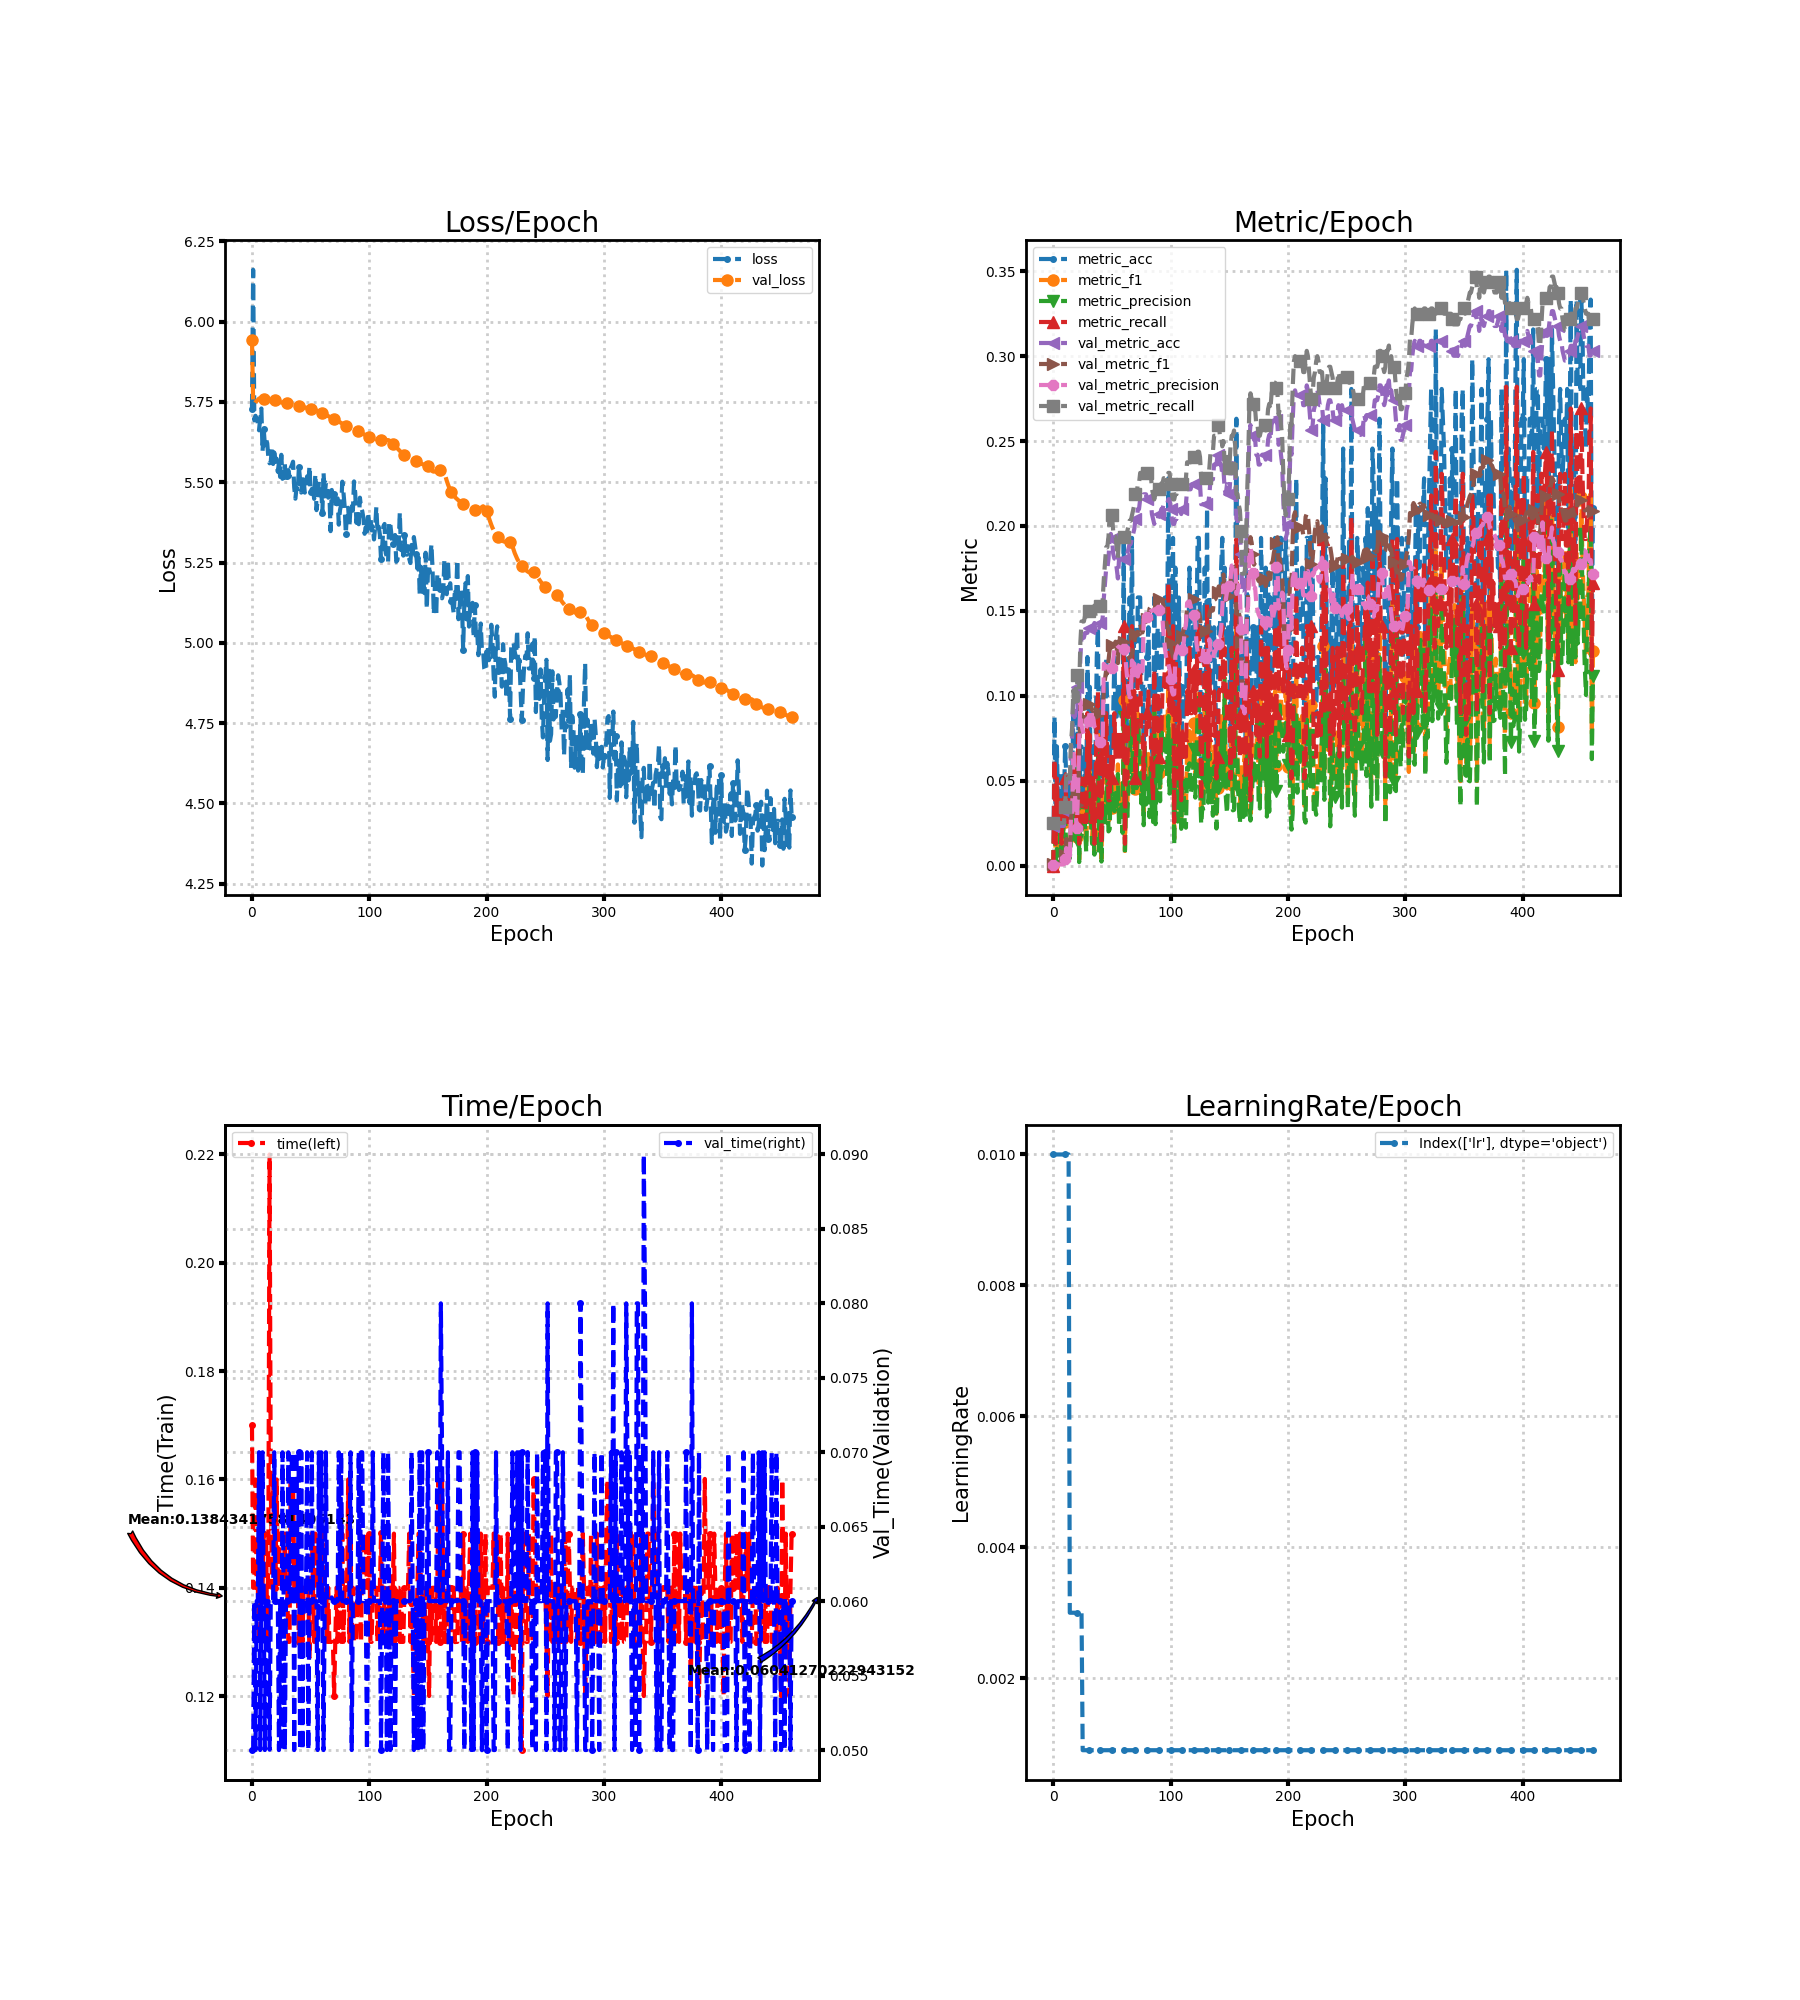 Loss/Epoch
6.25
6.00
5.75
5.50
5.25
5.00
4.75
4.50
4.25
Loss
loss
val_loss
0
100
200
300
400
Epoch
Metric/Epoch
0.35
0.30
0.25
0.20
0.15
0.10
0.05
0.00
Metric
metric_acc
metric_f1
metric_precision
metric_recall
val_metric_acc
val_metric_f1
val_metric_precision
val_metric_recall
0
100
200
300
400
Epoch
Time/Epoch
0.22
0.20
0.18
0.16
0.14
0.12
Time(Train)
time(left)
val_time(right)
0.090
0.085
0.080
0.075
0.070
0.065
0.060
0.055
0.050
Val_Time(Validation)
Mean:0.06041270222943152
0
100
200
300
400
Epoch
LearningRate/Epoch
0.010
0.008
0.006
0.004
0.002
LearningRate
Index(['lr'], dtype='object')
0
100
200
300
400
Epoch